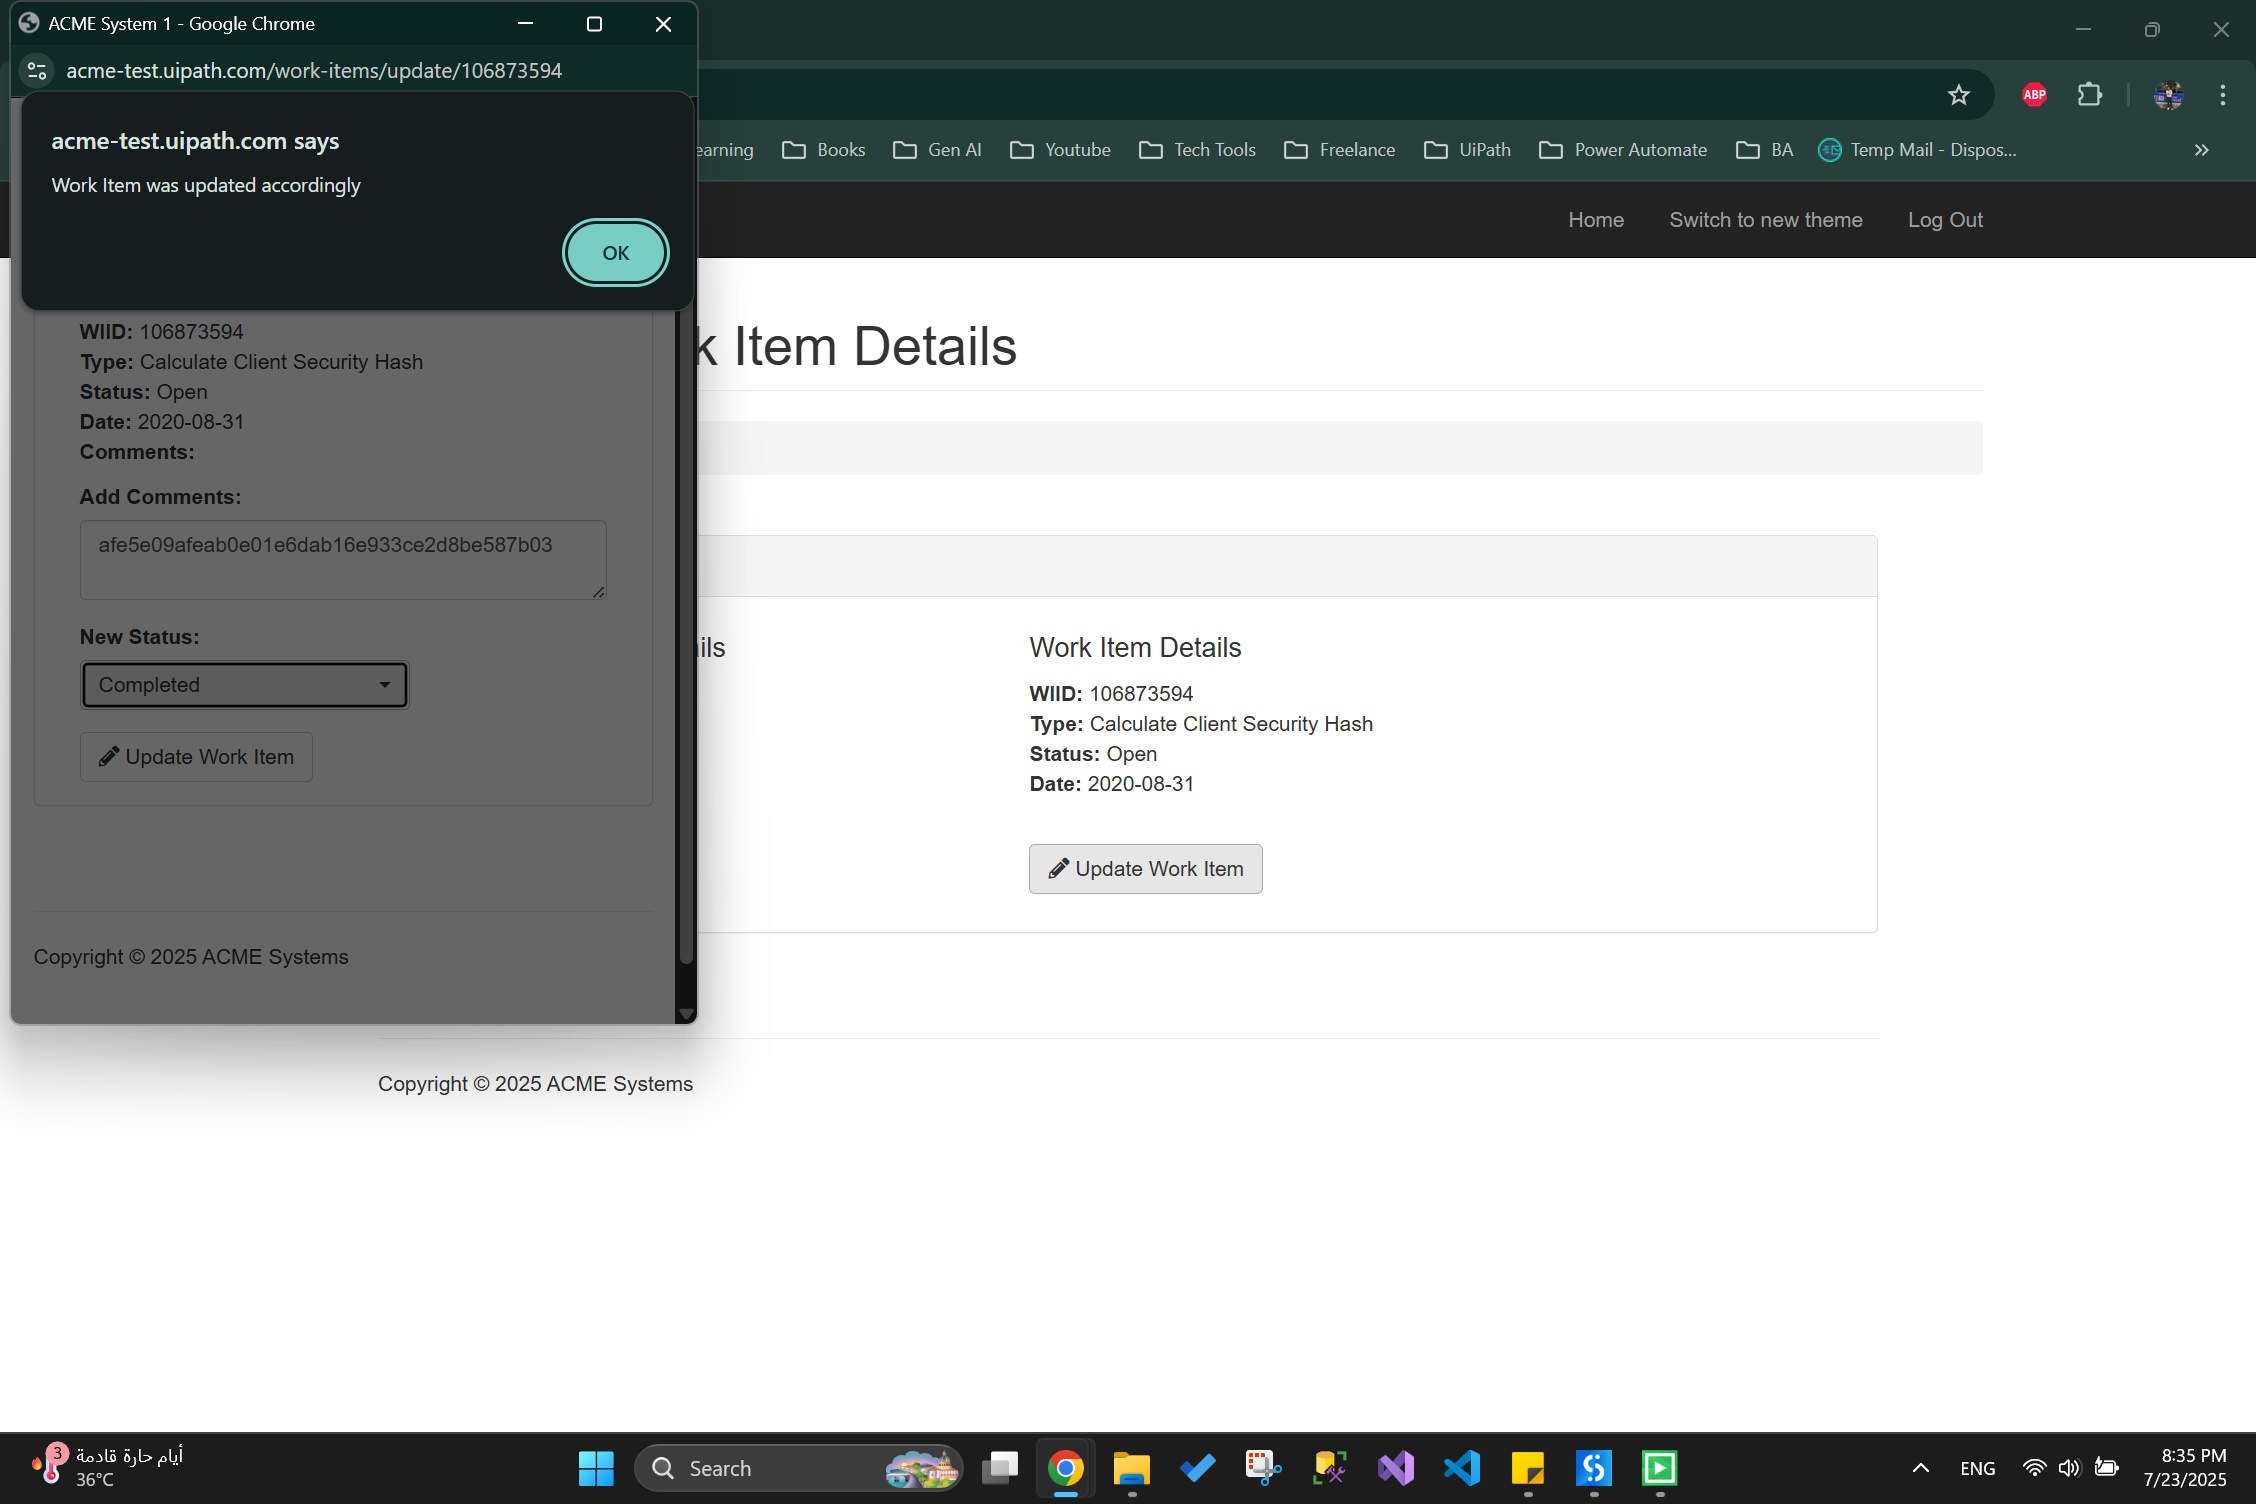 ACME System 1 - Google Chrome
acme-test.uipath.com/work-items/update/106873594
acme-test.uipath.com says
Work Item was updated accordingly
OK
WIID: 106873594
Type: Calculate Client Security Hash
Status: Open
Date: 2020-08-31
Comments:
Add Comments:
afe5e09afeab0e01e6dab16e933ce2d8be587b03
New Status:
Completed
Update Work Item
Copyright © 2025 ACME Systems
ABP
earning
Books
Gen AI
Youtube
Tech Tools
Freelance
UiPath
Power Automate
BA
Temp Mail - Dispos...
Home
Switch to new theme
Log Out
k Item Details
ils
Work Item Details
WIID: 106873594
Type: Calculate Client Security Hash
Status: Open
Date: 2020-08-31
Update Work Item
Copyright © 2025 ACME Systems
3
أيام حارة قادمة
36°C
Search
ENG
8:35 PM
7/23/2025